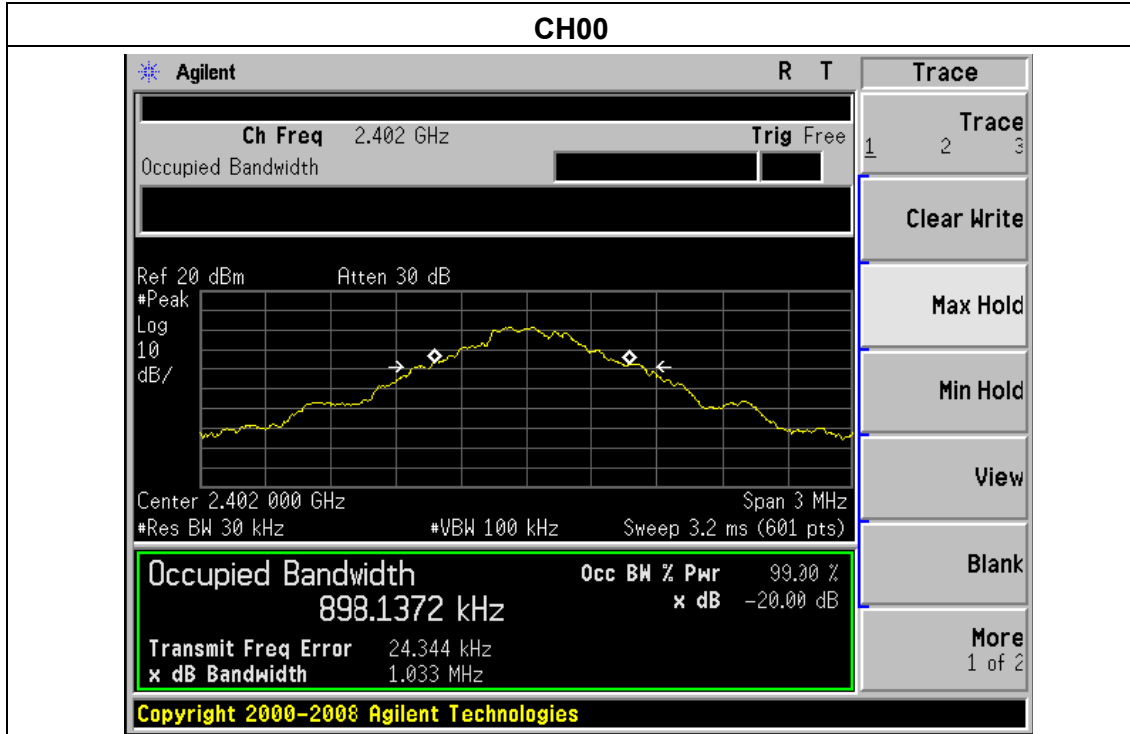 CH00
Agilent R T Trace
Ch Freq 2.402 GHz Trig Free
Occupied Bandwidth
Trace
1 2 3
Clear Write
Max Hold
Min Hold
View
Blank
More
1 of 2
Ref 20 dBm Atten 30 dB
#Peak
Log
10
dB/
Center 2.402 000 GHz Span 3 MHz
#Res BW 30 kHz #VBW 100 kHz Sweep 3.2 ms (601 pts)
Occupied Bandwidth Occ BW % Pwr 99.00 %
898.1372 kHz x dB -20.00 dB
Transmit Freq Error 24.344 kHz
x dB Bandwidth 1.033 MHz
Copyright 2000-2008 Agilent Technologies